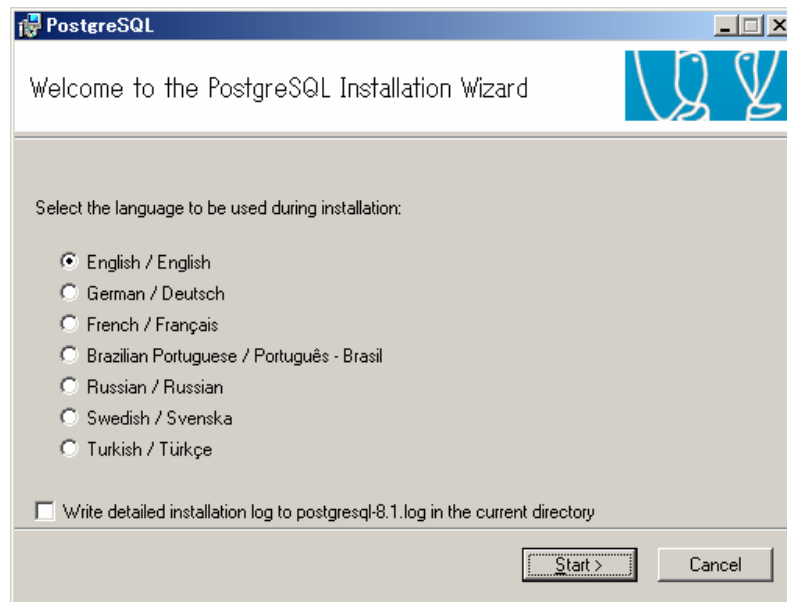 PostgreSQL
Welcome to the PostgreSQL Installation Wizard
Select the language to be used during installation:
English / English
German / Deutsch
French / Français
Brazilian Portuguese / Português - Brasil
Russian / Russian
Swedish / Svenska
Turkish / Türkçe
Write detailed installation log to postgresql-8.1.log in the current directory
Start >
Cancel